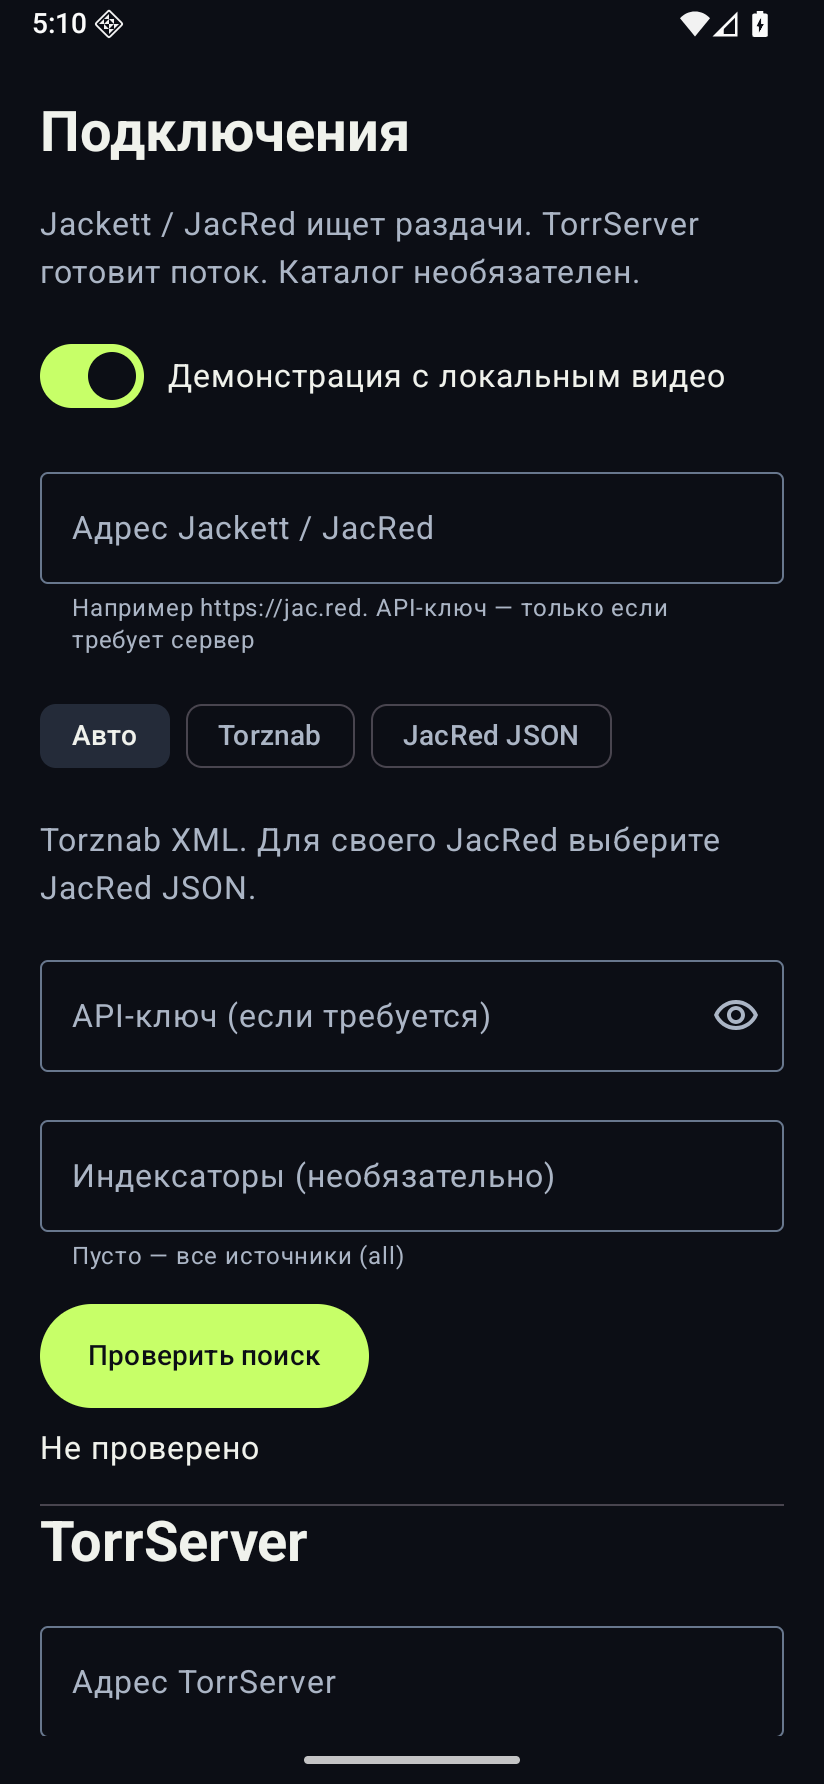 5:10
Подключения
Jackett / JacRed ищет раздачи. TorrServer
готовит поток. Каталог необязателен.
Демонстрация с локальным видео
Адрес Jackett / JacRed
Например https://jac.red. API-ключ — только если
требует сервер
Авто
Torznab
JacRed JSON
Torznab XML. Для своего JacRed выберите
JacRed JSON.
API-ключ (если требуется)
Индексаторы (необязательно)
Пусто — все источники (all)
Проверить поиск
Не проверено
TorrServer
Адрес TorrServer